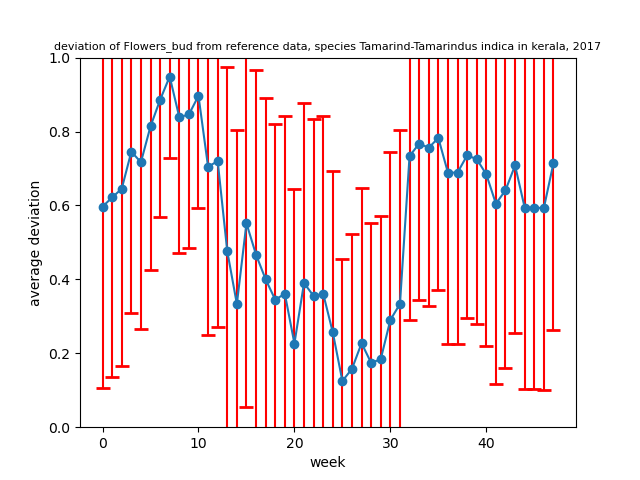 deviation of Flowers_bud from reference data, species Tamarind-Tamarindus indica in kerala, 2017
1.0
0.8
0.6
0.4
0.2
0.0
average deviation
0 10 20 30 40
week